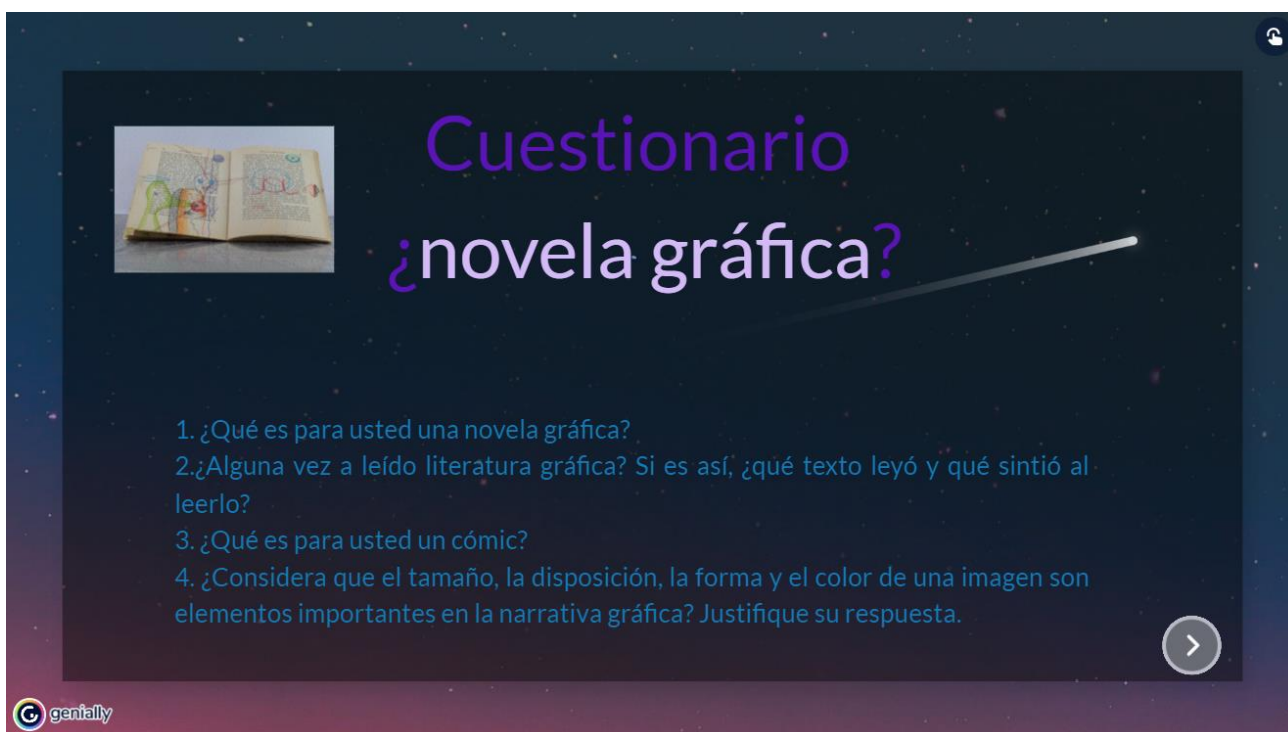 Cuestionario
¿novela gráfica?
1. ¿Qué es para usted una novela gráfica?
2.¿Alguna vez a leído literatura gráfica? Si es así, ¿qué texto leyó y qué sintió al
leerlo?
3. ¿Qué es para usted un cómic?
4. ¿Considera que el tamaño, la disposición, la forma y el color de una imagen son
elementos importantes en la narrativa gráfica? Justifique su respuesta.
genially